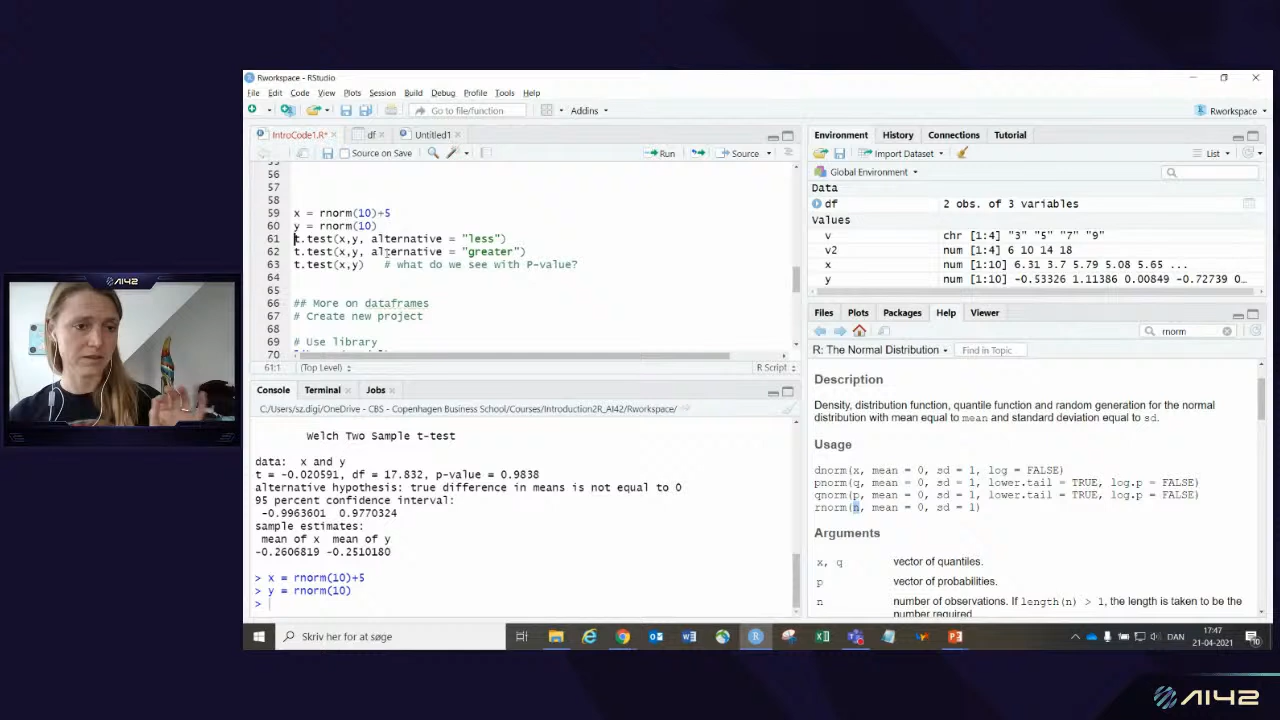 Rworkspace - RStudio
File Edit Code View Plots Session Build Debug Profile Tools Help
Go to file/function
Addins
Rworkspace
IntroCode1.R*
df
Untitled1
Source on Save
Run
Source
56
57
58
59 x = rnorm(10)+5
60 y = rnorm(10)
61 t.test(x,y, alternative = "less")
62 t.test(x,y, alternative = "greater")
63 t.test(x,y) # what do we see with P-value?
64
65
66 ## More on dataframes
67 # Create new project
68
69 # Use library
70
61:1 (Top Level) R Script
Console Terminal Jobs
C:/Users/sz.digi/OneDrive - CBS - Copenhagen Business School/Courses/Introduction2R_AI42/Rworkspace/
Welch Two Sample t-test
data: x and y
t = -0.020591, df = 17.832, p-value = 0.9838
alternative hypothesis: true difference in means is not equal to 0
95 percent confidence interval:
-0.9963601 0.9770324
sample estimates:
mean of x mean of y
-0.2606819 -0.2510180
> x = rnorm(10)+5
> y = rnorm(10)
>
Environment History Connections Tutorial
Import Dataset
List
Global Environment
Data
df 2 obs. of 3 variables
Values
v chr [1:4] "3" "5" "7" "9"
v2 num [1:4] 6 10 14 18
x num [1:10] 6.31 3.7 5.79 5.08 5.65 ...
y num [1:10] -0.53326 1.11386 0.00849 -0.72739 0...
Files Plots Packages Help Viewer
rnorm
R: The Normal Distribution
Find in Topic
Description
Density, distribution function, quantile function and random generation for the normal
distribution with mean equal to mean and standard deviation equal to sd.
Usage
dnorm(x, mean = 0, sd = 1, log = FALSE)
pnorm(q, mean = 0, sd = 1, lower.tail = TRUE, log.p = FALSE)
qnorm(p, mean = 0, sd = 1, lower.tail = TRUE, log.p = FALSE)
rnorm(n, mean = 0, sd = 1)
Arguments
x, q vector of quantiles.
p vector of probabilities.
n number of observations. If length(n) > 1, the length is taken to be the
number required.
Skriv her for at søge
DAN
17:47
21-04-2021
AI42